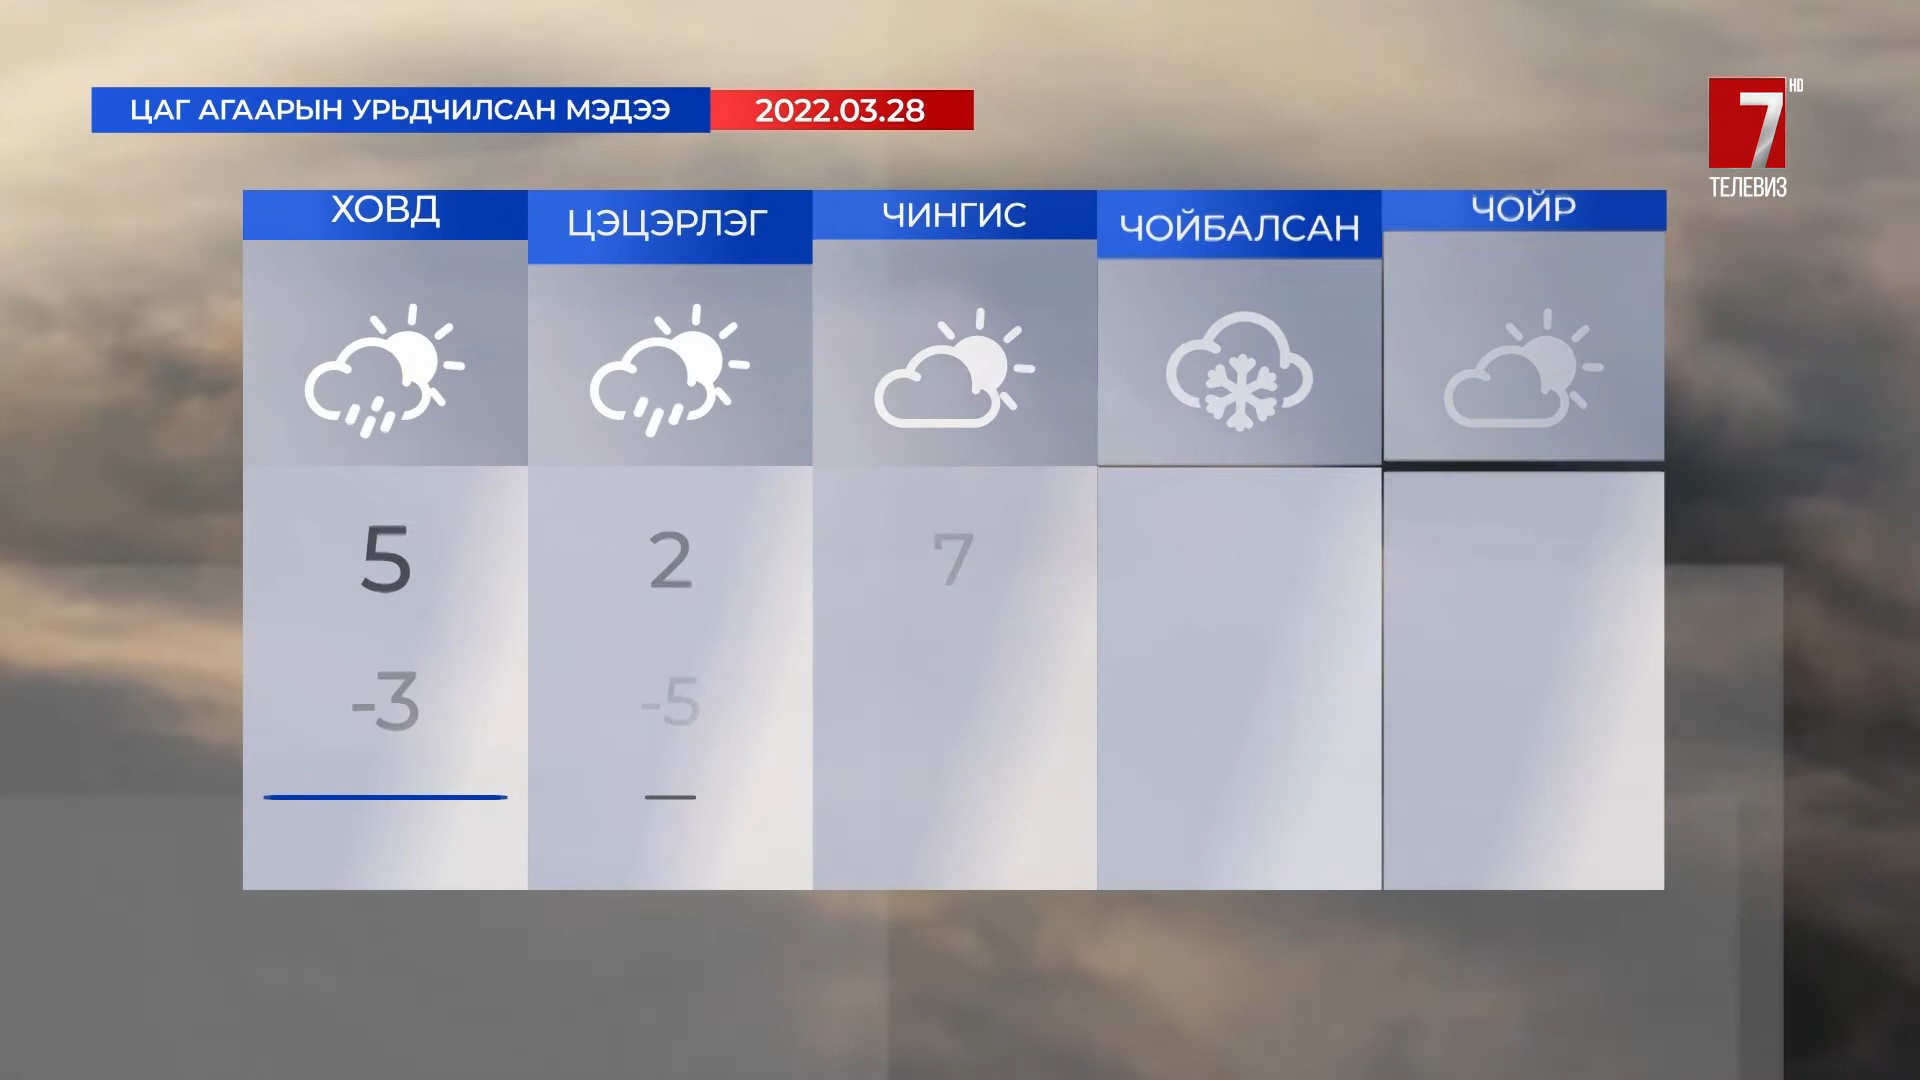 ЦАГ АГААРЫН УРЬДЧИЛСАН МЭДЭЭ 2022.03.28
7 HD
ТЕЛЕВИЗ
ХОВД ЦЭЦЭРЛЭГ ЧИНГИС ЧОЙБАЛСАН ЧОЙР
5 2 7
-3 -5